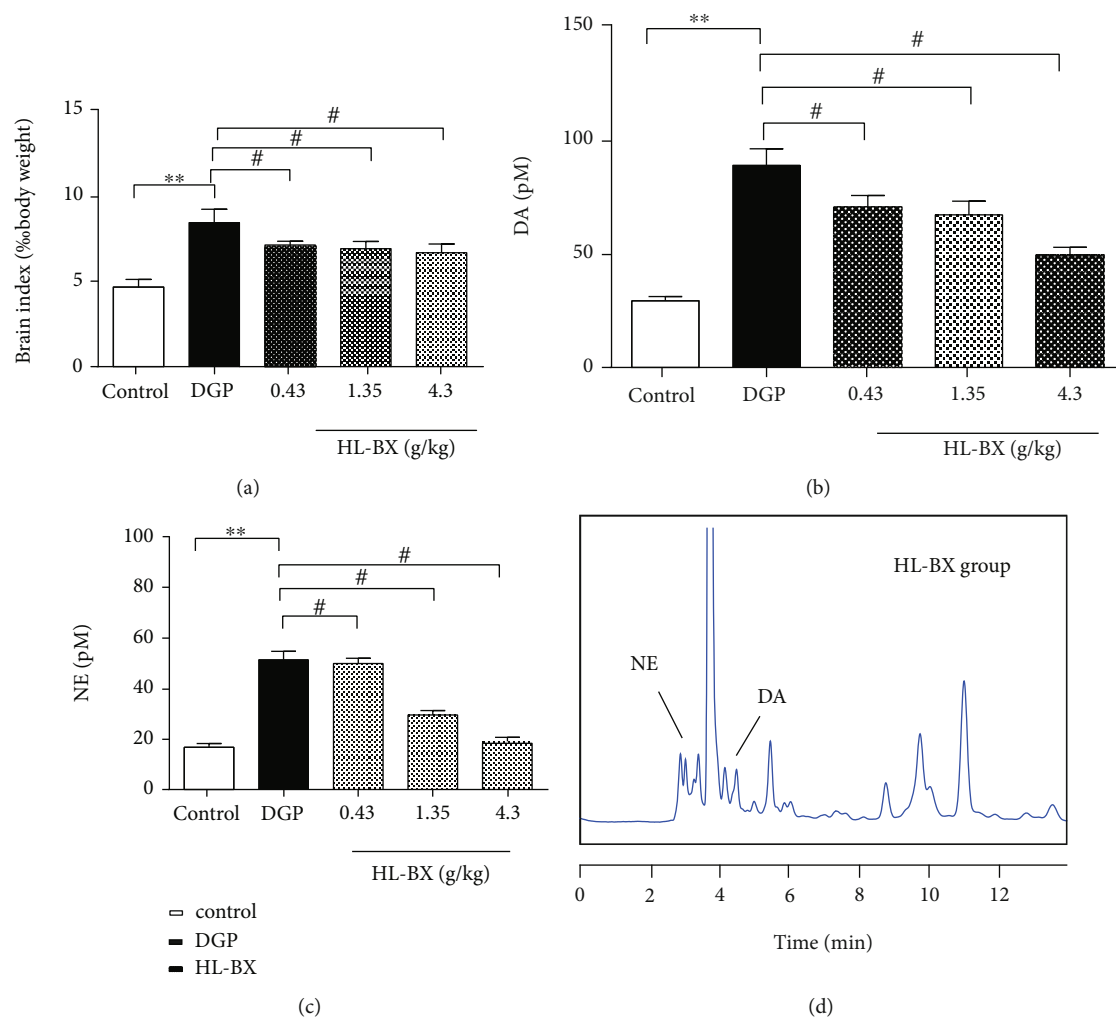 15
10
5
0
Brain index (‰body weight)
**
#
#
#
Control
DGP
0.43
1.35
4.3
HL-BX (g/kg)
(a)
150
100
50
0
DA (pM)
**
#
#
#
Control
DGP
0.43
1.35
4.3
HL-BX (g/kg)
(b)
100
80
60
40
20
0
NE (pM)
**
#
#
#
Control
DGP
0.43
1.35
4.3
HL-BX (g/kg)
control
DGP
HL-BX
(c)
HL-BX group
NE
DA
0 2 4 6 8 10 12
Time (min)
(d)